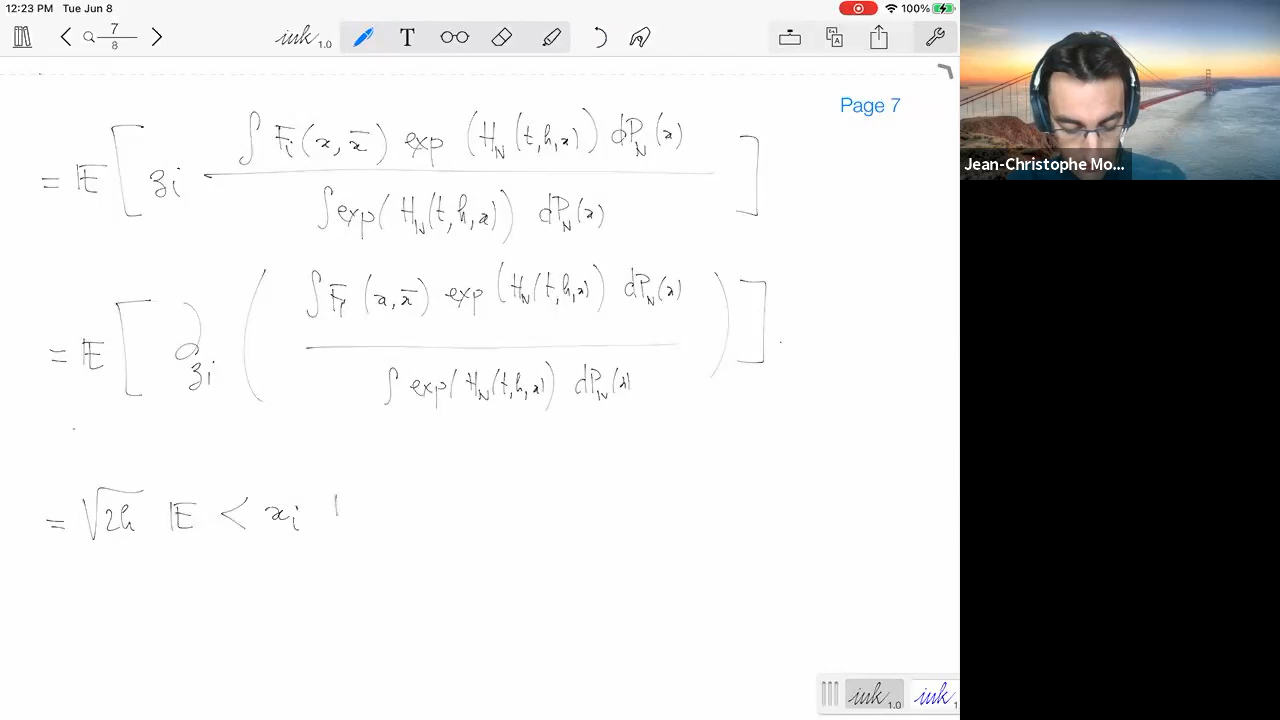 12:23 PM Tue Jun 8
100%
7
8
ink 1.0
T
Page 7
= 𝔼 [ z_i ∫ F_i (x, x̄) exp (H_N (t, h, x)) dP_N (x)
∫ exp( H_N (t, h, x)) dP_N (x) ]
= 𝔼 [ ∂_{z_i} ( ∫ F_i (x, x̄) exp (H_N (t, h, x)) dP_N (x)
∫ exp( H_N (t, h, x)) dP_N (x) ) ] .
= √2h 𝔼 < x_i
Jean-Christophe Mo...
ink 1.0
ink 1.